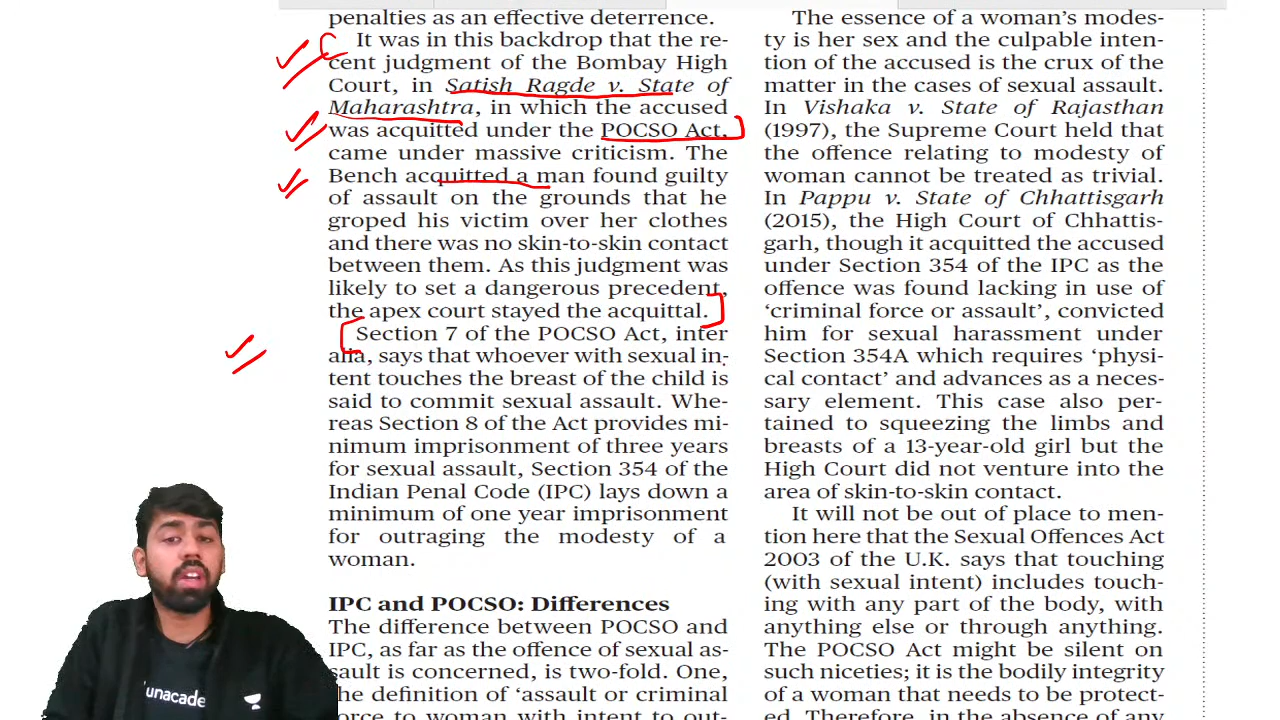 penalties as an effective deterrence.
It was in this backdrop that the re-
cent judgment of the Bombay High
Court, in Satish Ragde v. State of
Maharashtra, in which the accused
was acquitted under the POCSO Act,
came under massive criticism. The
Bench acquitted a man found guilty
of assault on the grounds that he
groped his victim over her clothes
and there was no skin-to-skin contact
between them. As this judgment was
likely to set a dangerous precedent,
the apex court stayed the acquittal.
Section 7 of the POCSO Act, inter
alia, says that whoever with sexual in-
tent touches the breast of the child is
said to commit sexual assault. Whe-
reas Section 8 of the Act provides mi-
nimum imprisonment of three years
for sexual assault, Section 354 of the
Indian Penal Code (IPC) lays down a
minimum of one year imprisonment
for outraging the modesty of a
woman.
IPC and POCSO: Differences
The difference between POCSO and
IPC, as far as the offence of sexual as-
sault is concerned, is two-fold. One,
the definition of 'assault or criminal
force to woman with intent to out-
The essence of a woman's modes-
ty is her sex and the culpable inten-
tion of the accused is the crux of the
matter in the cases of sexual assault.
In Vishaka v. State of Rajasthan
(1997), the Supreme Court held that
the offence relating to modesty of
woman cannot be treated as trivial.
In Pappu v. State of Chhattisgarh
(2015), the High Court of Chhattis-
garh, though it acquitted the accused
under Section 354 of the IPC as the
offence was found lacking in use of
'criminal force or assault', convicted
him for sexual harassment under
Section 354A which requires 'physi-
cal contact' and advances as a neces-
sary element. This case also per-
tained to squeezing the limbs and
breasts of a 13-year-old girl but the
High Court did not venture into the
area of skin-to-skin contact.
It will not be out of place to men-
tion here that the Sexual Offences Act
2003 of the U.K. says that touching
(with sexual intent) includes touch-
ing with any part of the body, with
anything else or through anything.
The POCSO Act might be silent on
such niceties; it is the bodily integrity
of a woman that needs to be protect-
ed. Therefore, in the absence of any
unacade